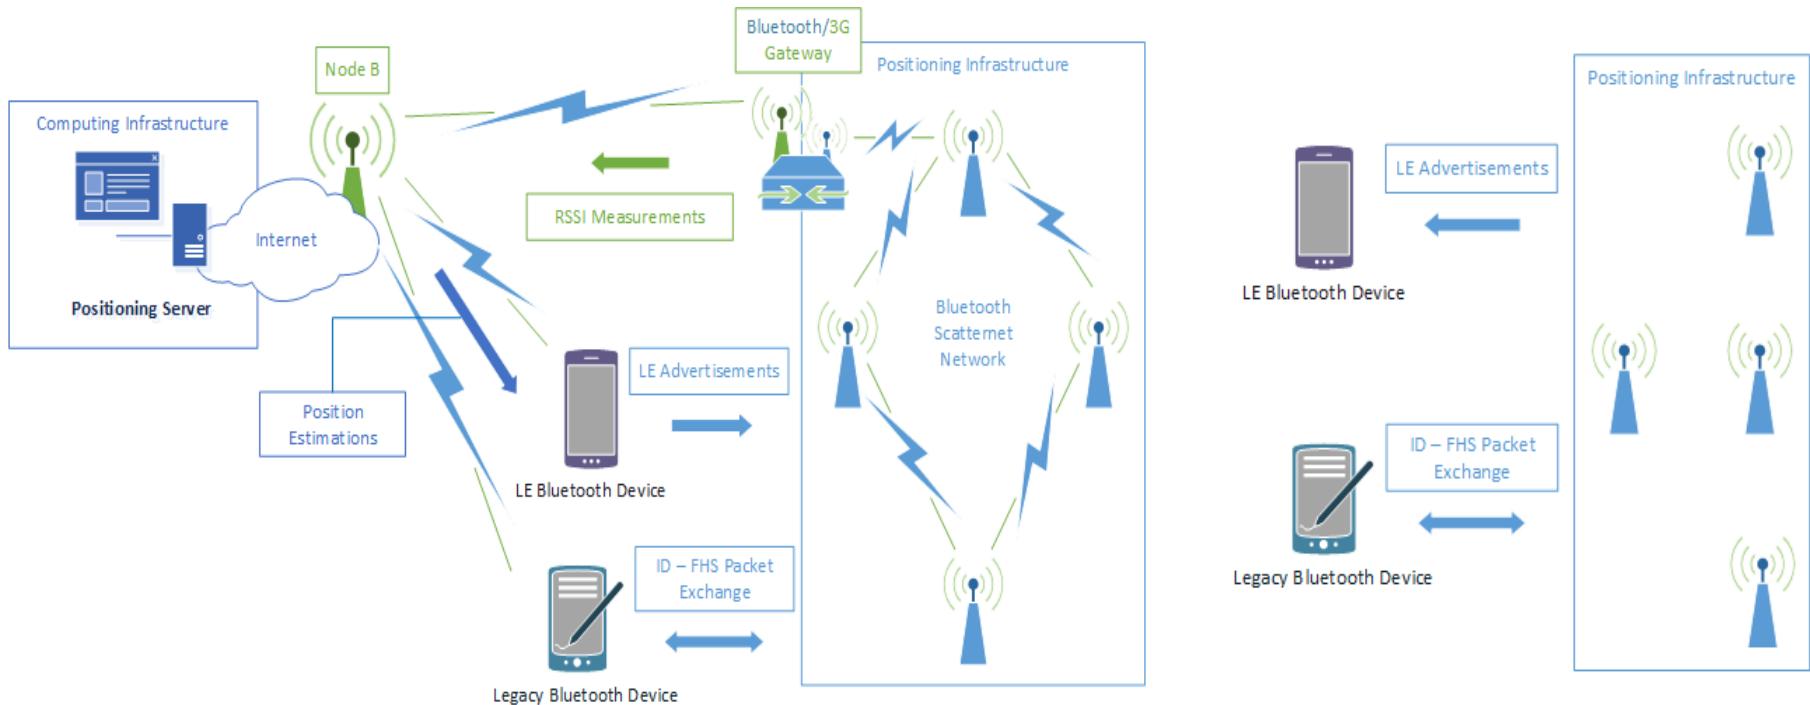 Bluetooth/3G
Gateway
Node B
Positioning Infrastructure
Computing Infrastructure
RSSI Measurements
Internet
Positioning Server
Bluetooth
Scatternet
Network
LE Advertisements
Position
Estimations
LE Bluetooth Device
ID – FHS Packet
Exchange
Legacy Bluetooth Device
Positioning Infrastructure
LE Advertisements
LE Bluetooth Device
ID – FHS Packet
Exchange
Legacy Bluetooth Device